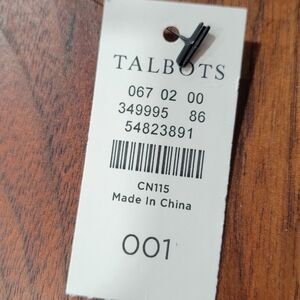 TALBOTS
067 02 00
349995 86
54823891
CN115
Made In China
001